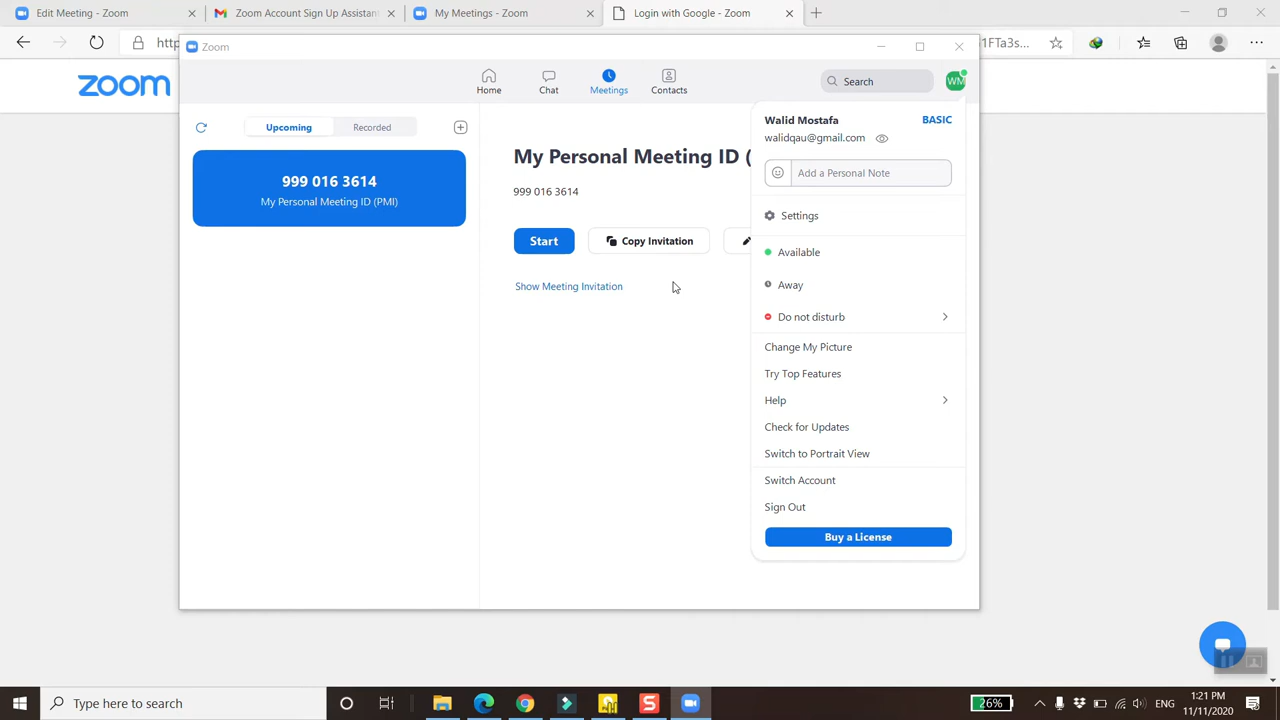 Edit Meeting - Zoom
Zoom Account Sign Up Assistan
My Meetings - Zoom
Login with Google - Zoom
http
1FTa3s...
zoom
Zoom
Home
Chat
Meetings
Contacts
Search
WM
Upcoming
Recorded
999 016 3614
My Personal Meeting ID (PMI)
My Personal Meeting ID (
999 016 3614
Start
Copy Invitation
Show Meeting Invitation
Walid Mostafa
BASIC
walidqau@gmail.com
Add a Personal Note
Settings
Available
Away
Do not disturb
Change My Picture
Try Top Features
Help
Check for Updates
Switch to Portrait View
Switch Account
Sign Out
Buy a License
Type here to search
26%
ENG
1:21 PM
11/11/2020